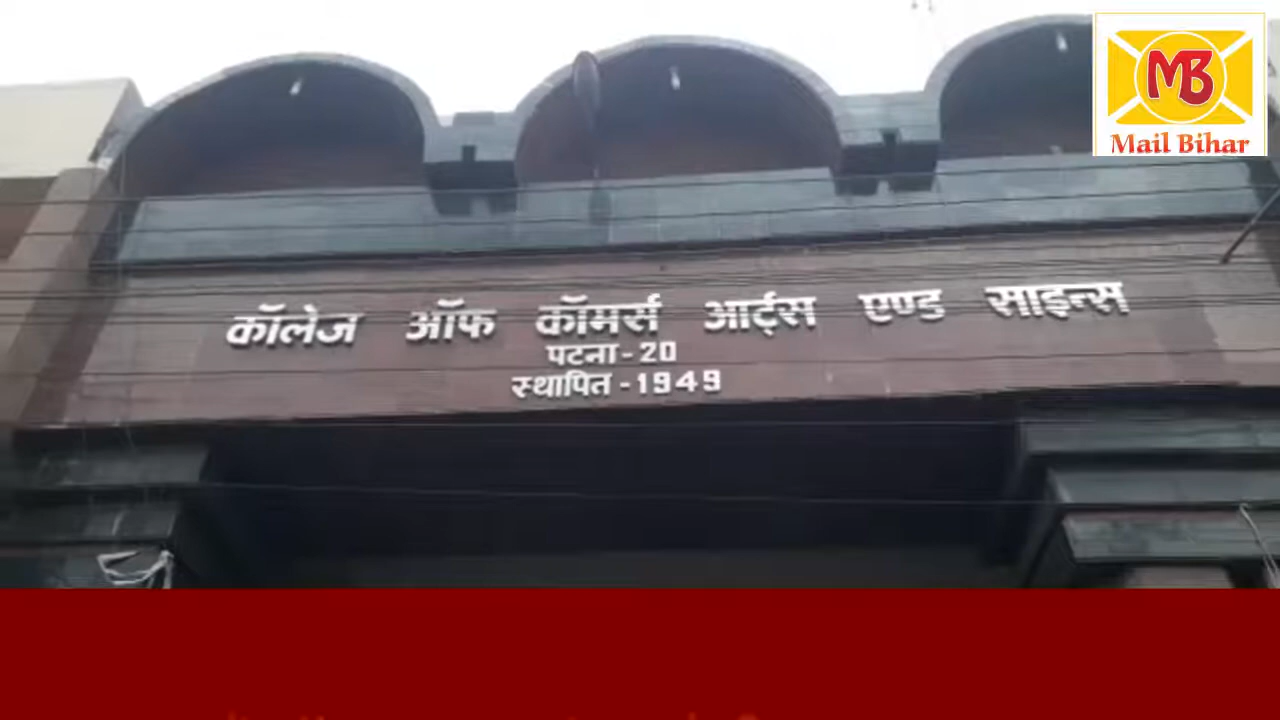 MB
Mail Bihar
कॉलेज ऑफ कॉमर्स आर्ट्स एण्ड साइन्स
पटना - 20
स्थापित - 1949